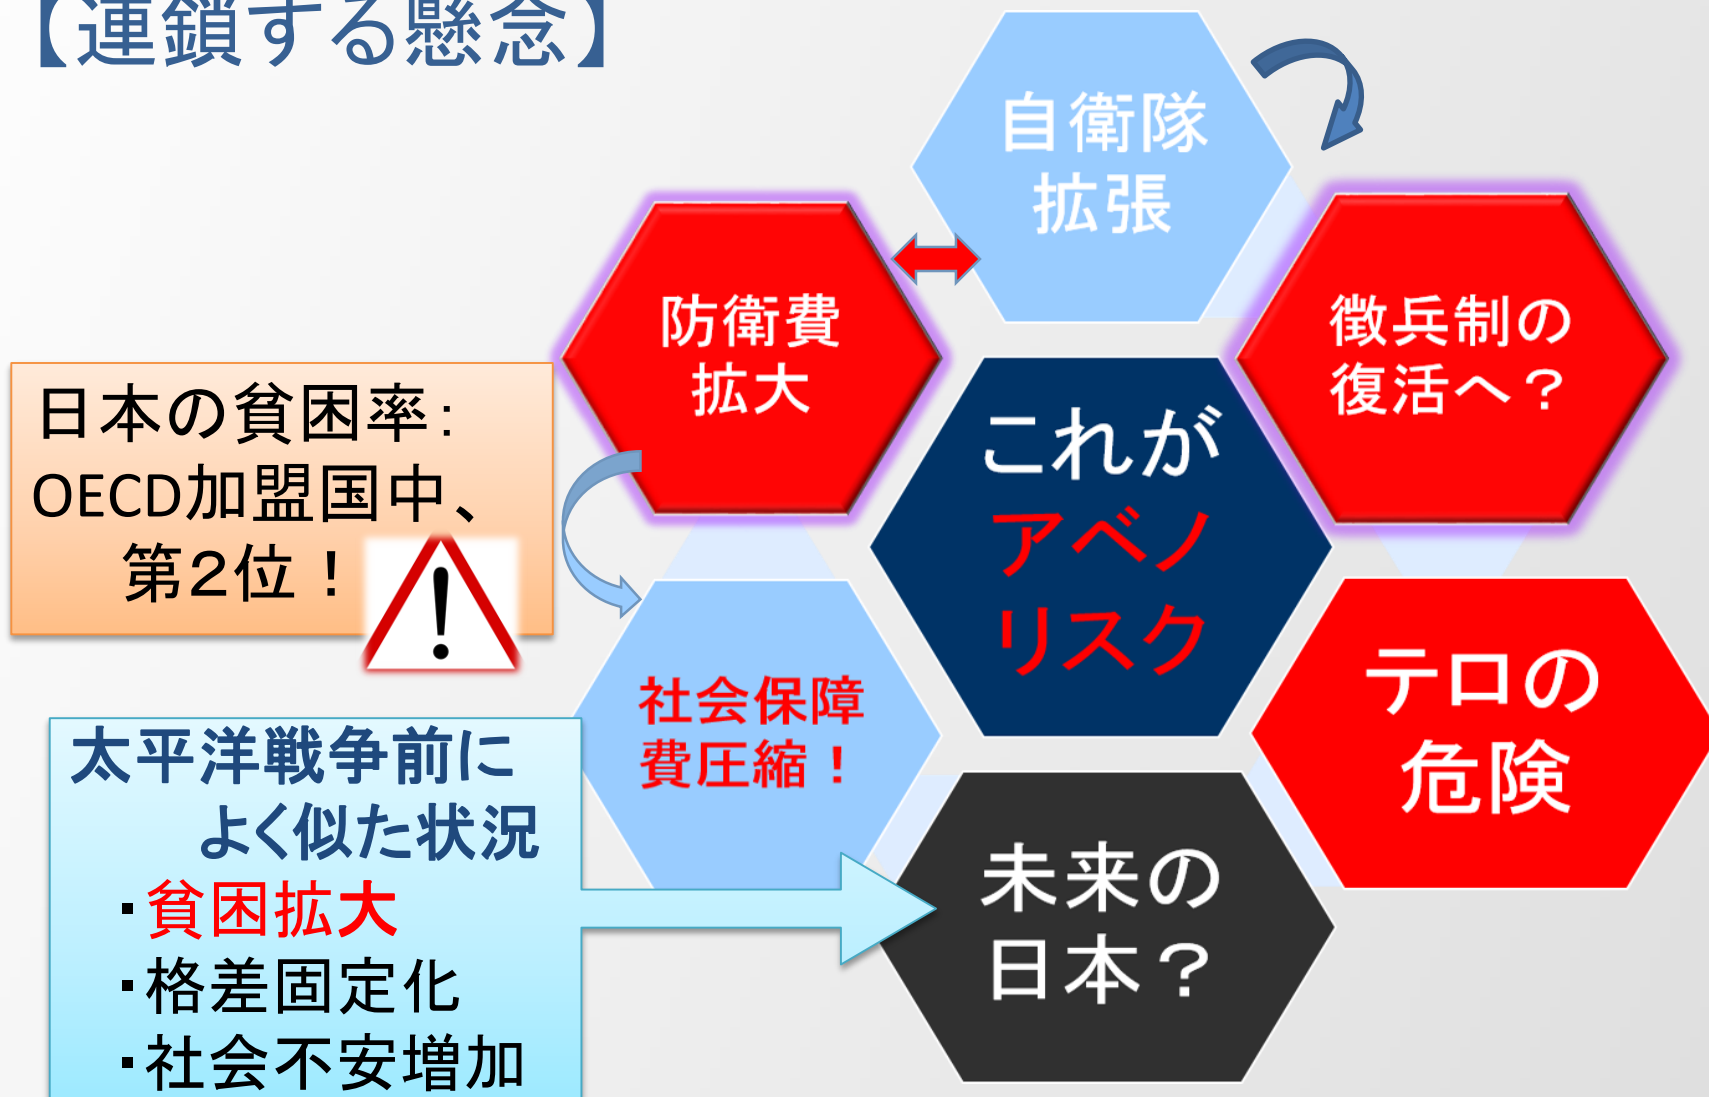 【連鎖する懸念】
自衛隊
拡張
防衛費
拡大
徴兵制の
復活へ？
日本の貧困率：
OECD加盟国中、
第２位！
これが
アベノ
リスク
社会保障
費圧縮！
テロの
危険
太平洋戦争前に
よく似た状況
・貧困拡大
・格差固定化
・社会不安増加
未来の
日本？